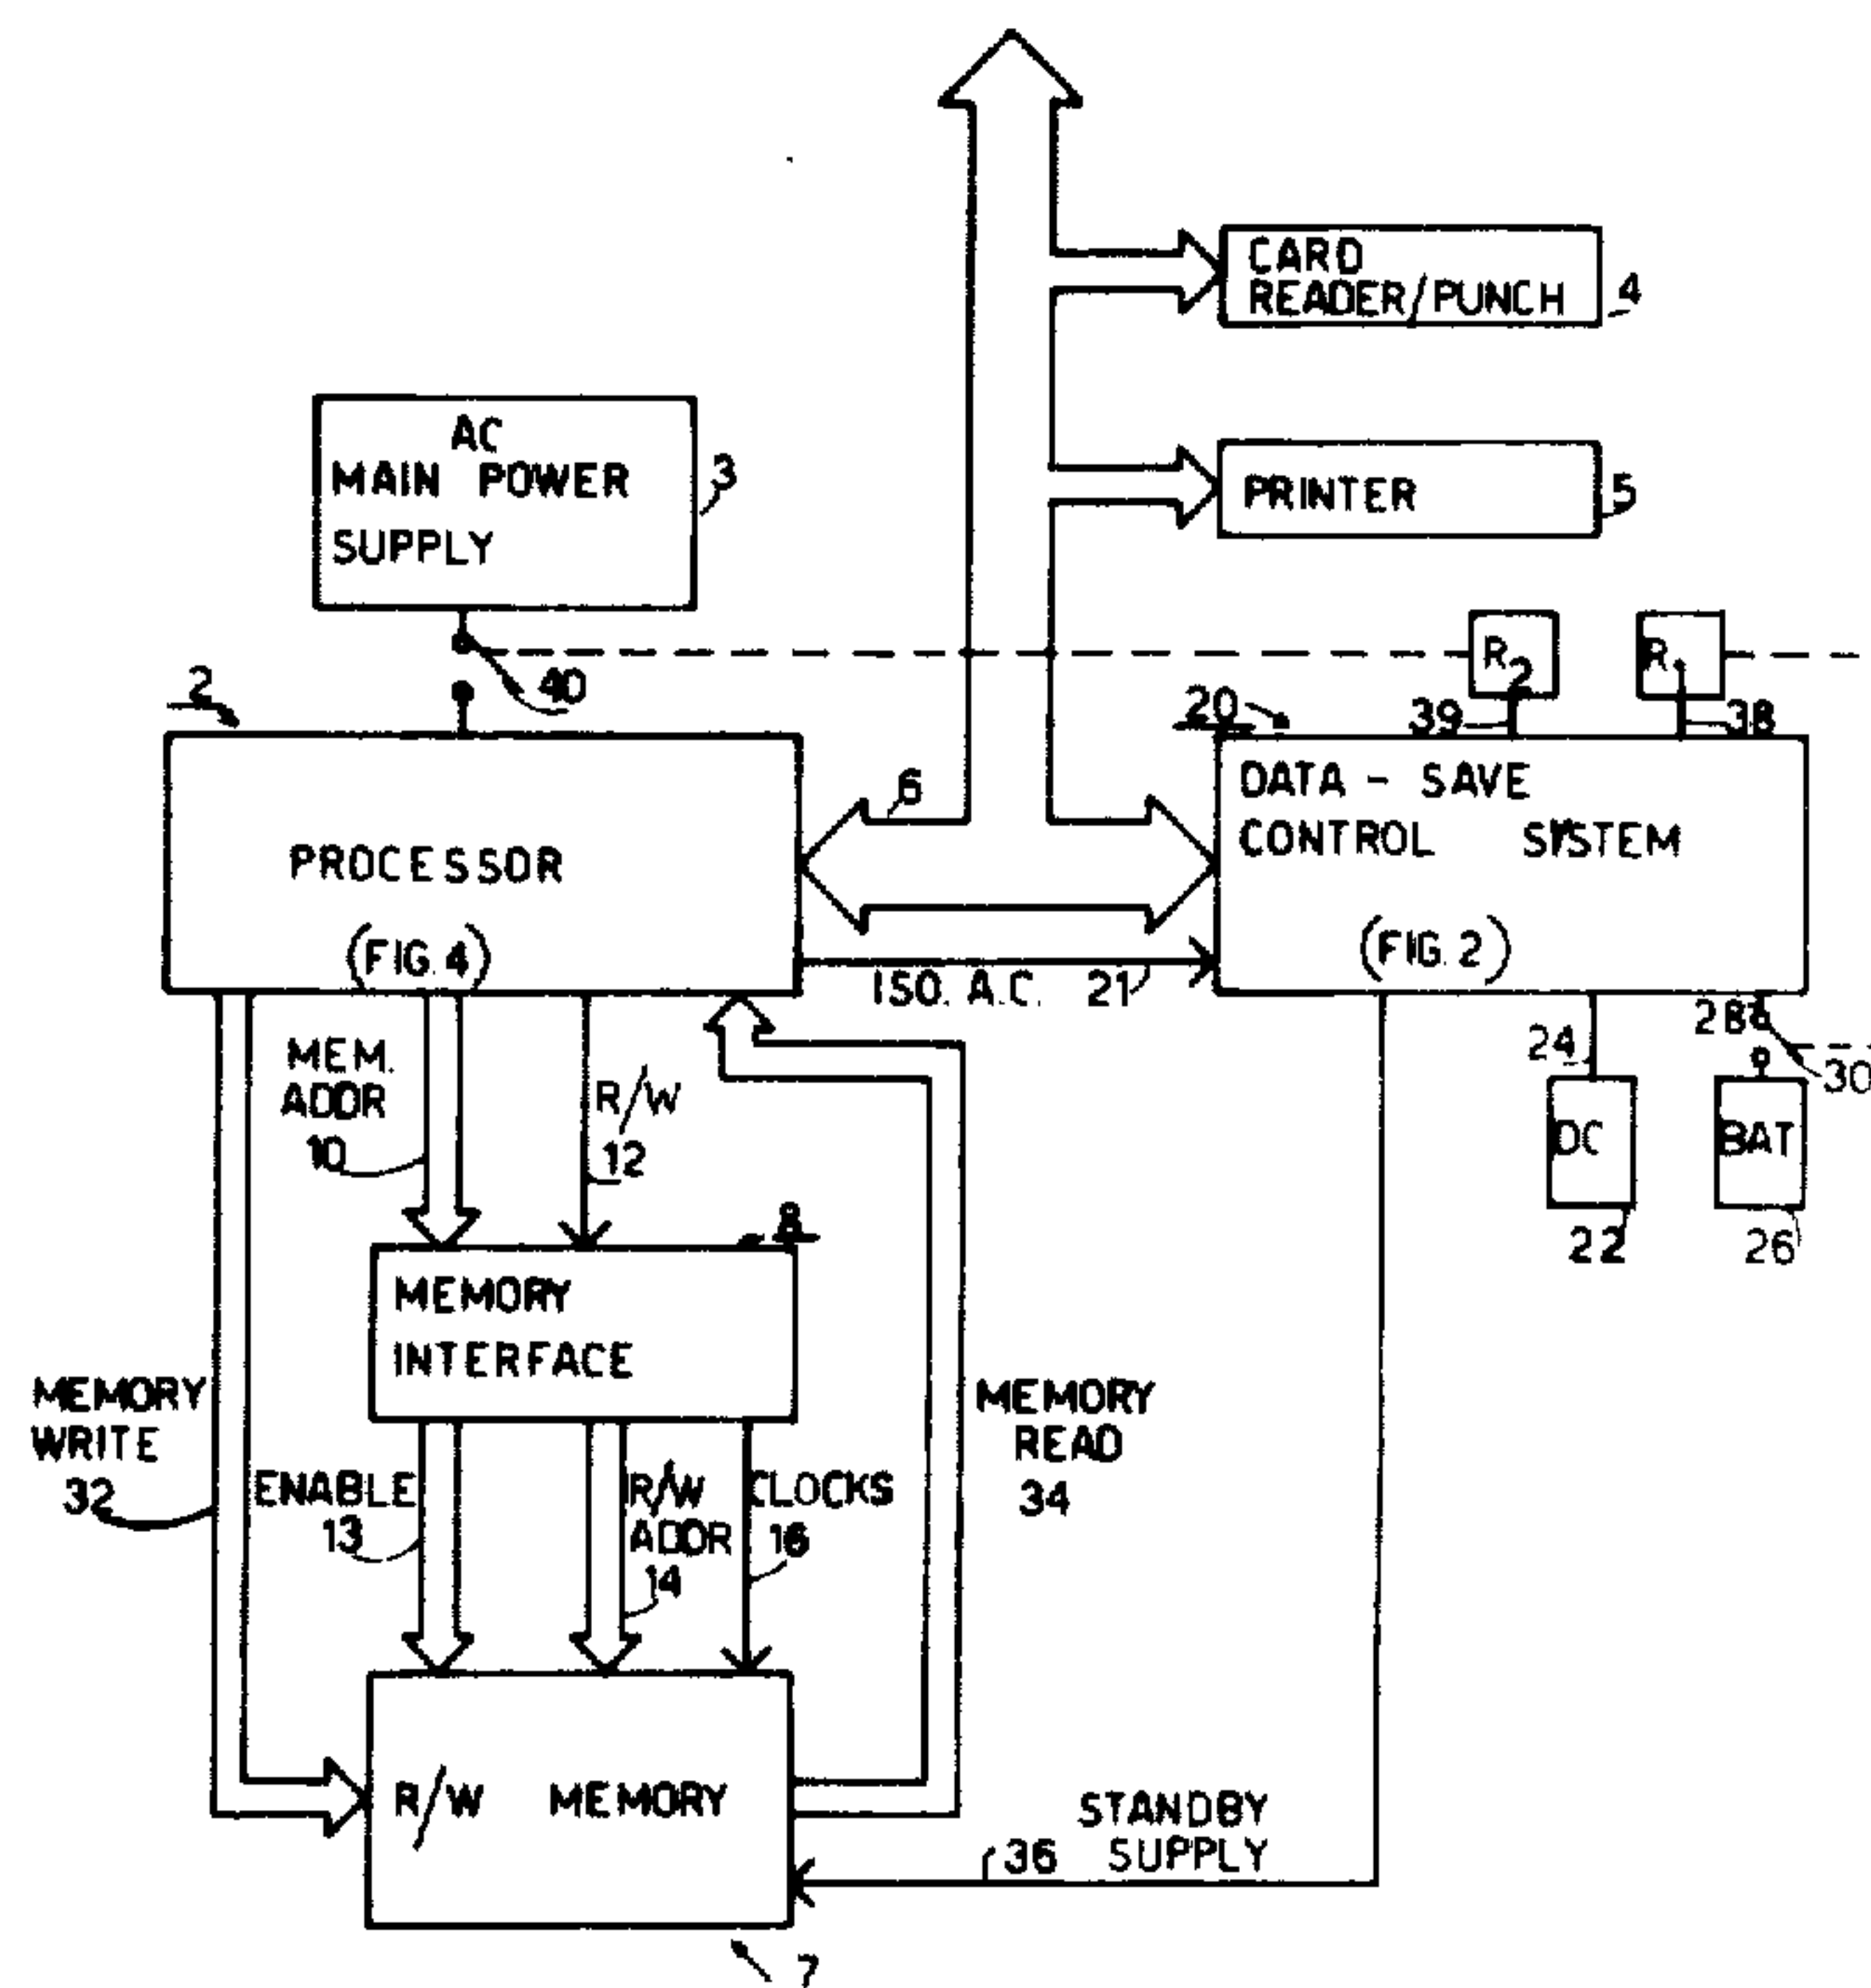 CARD
READER/PUNCH
4
AC
MAIN POWER
SUPPLY
3
PRINTER
5
R2
R1
2
40
20
39
38
6
DATA - SAVE
CONTROL SYSTEM
(FIG. 2)
PROCESSOR
(FIG. 4)
ISO. A.C. 21
MEM.
ADDR
10
R/W
12
24
28
30
DC
BAT
22
26
8
MEMORY
INTERFACE
MEMORY
WRITE
32
ENABLE
13
R/W
ADDR
14
CLOCKS
16
MEMORY
READ
34
R/W MEMORY
STANDBY
36 SUPPLY
7